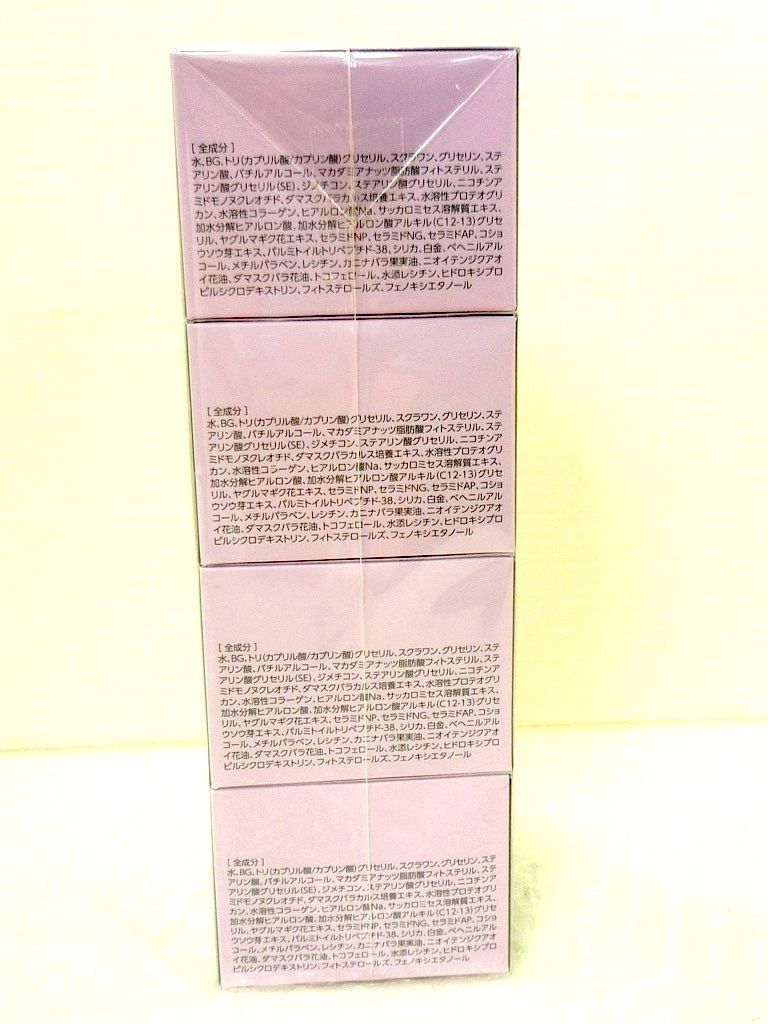 [ 全成分 ]
水、BG、トリ(カプリル酸/カプリン酸)グリセリル、スクワラン、グリセリン、ステ
アリン酸、バチルアルコール、マカダミアナッツ脂肪酸フィトステリル、ステ
アリン酸グリセリル(SE)、ジメチコン、ステアリン酸グリセリル、ニコチンア
ミドモノヌクレオチド、ダマスクバラカルス培養エキス、水溶性プロテオグリ
カン、水溶性コラーゲン、ヒアルロン酸Na、サッカロミセス溶解質エキス、
加水分解ヒアルロン酸、加水分解ヒアルロン酸アルキル(C12-13)グリセ
リル、ヤグルマギク花エキス、セラミドNP、セラミドNG、セラミドAP、コショ
ウソウ芽エキス、パルミトイルトリペプチド-38、シリカ、白金、ベヘニルアル
コール、メチルパラベン、レシチン、カニナバラ果実油、ニオイテンジクアオ
イ花油、ダマスクバラ花油、トコフェロール、水添レシチン、ヒドロキシプロ
ピルシクロデキストリン、フィトステロールズ、フェノキシエタノール
[ 全成分 ]
水、BG、トリ(カプリル酸/カプリン酸)グリセリル、スクワラン、グリセリン、ステ
アリン酸、バチルアルコール、マカダミアナッツ脂肪酸フィトステリル、ステ
アリン酸グリセリル(SE)、ジメチコン、ステアリン酸グリセリル、ニコチンア
ミドモノヌクレオチド、ダマスクバラカルス培養エキス、水溶性プロテオグリ
カン、水溶性コラーゲン、ヒアルロン酸Na、サッカロミセス溶解質エキス、
加水分解ヒアルロン酸、加水分解ヒアルロン酸アルキル(C12-13)グリセ
リル、ヤグルマギク花エキス、セラミドNP、セラミドNG、セラミドAP、コショ
ウソウ芽エキス、パルミトイルトリペプチド-38、シリカ、白金、ベヘニルアル
コール、メチルパラベン、レシチン、カニナバラ果実油、ニオイテンジクアオ
イ花油、ダマスクバラ花油、トコフェロール、水添レシチン、ヒドロキシプロ
ピルシクロデキストリン、フィトステロールズ、フェノキシエタノール
[ 全成分 ]
水、BG、トリ(カプリル酸/カプリン酸)グリセリル、スクワラン、グリセリン、ステ
アリン酸、バチルアルコール、マカダミアナッツ脂肪酸フィトステリル、ステ
アリン酸グリセリル(SE)、ジメチコン、ステアリン酸グリセリル、ニコチンア
ミドモノヌクレオチド、ダマスクバラカルス培養エキス、水溶性プロテオグリ
カン、水溶性コラーゲン、ヒアルロン酸Na、サッカロミセス溶解質エキス、
加水分解ヒアルロン酸、加水分解ヒアルロン酸アルキル(C12-13)グリセ
リル、ヤグルマギク花エキス、セラミドNP、セラミドNG、セラミドAP、コショ
ウソウ芽エキス、パルミトイルトリペプチド-38、シリカ、白金、ベヘニルアル
コール、メチルパラベン、レシチン、カニナバラ果実油、ニオイテンジクアオ
イ花油、ダマスクバラ花油、トコフェロール、水添レシチン、ヒドロキシプロ
ピルシクロデキストリン、フィトステロールズ、フェノキシエタノール
[ 全成分 ]
水、BG、トリ(カプリル酸/カプリン酸)グリセリル、スクワラン、グリセリン、ステ
アリン酸、バチルアルコール、マカダミアナッツ脂肪酸フィトステリル、ステ
アリン酸グリセリル(SE)、ジメチコン、ステアリン酸グリセリル、ニコチンア
ミドモノヌクレオチド、ダマスクバラカルス培養エキス、水溶性プロテオグリ
カン、水溶性コラーゲン、ヒアルロン酸Na、サッカロミセス溶解質エキス、
加水分解ヒアルロン酸、加水分解ヒアルロン酸アルキル(C12-13)グリセ
リル、ヤグルマギク花エキス、セラミドNP、セラミドNG、セラミドAP、コショ
ウソウ芽エキス、パルミトイルトリペプチド-38、シリカ、白金、ベヘニルアル
コール、メチルパラベン、レシチン、カニナバラ果実油、ニオイテンジクアオ
イ花油、ダマスクバラ花油、トコフェロール、水添レシチン、ヒドロキシプロ
ピルシクロデキストリン、フィトステロールズ、フェノキシエタノール